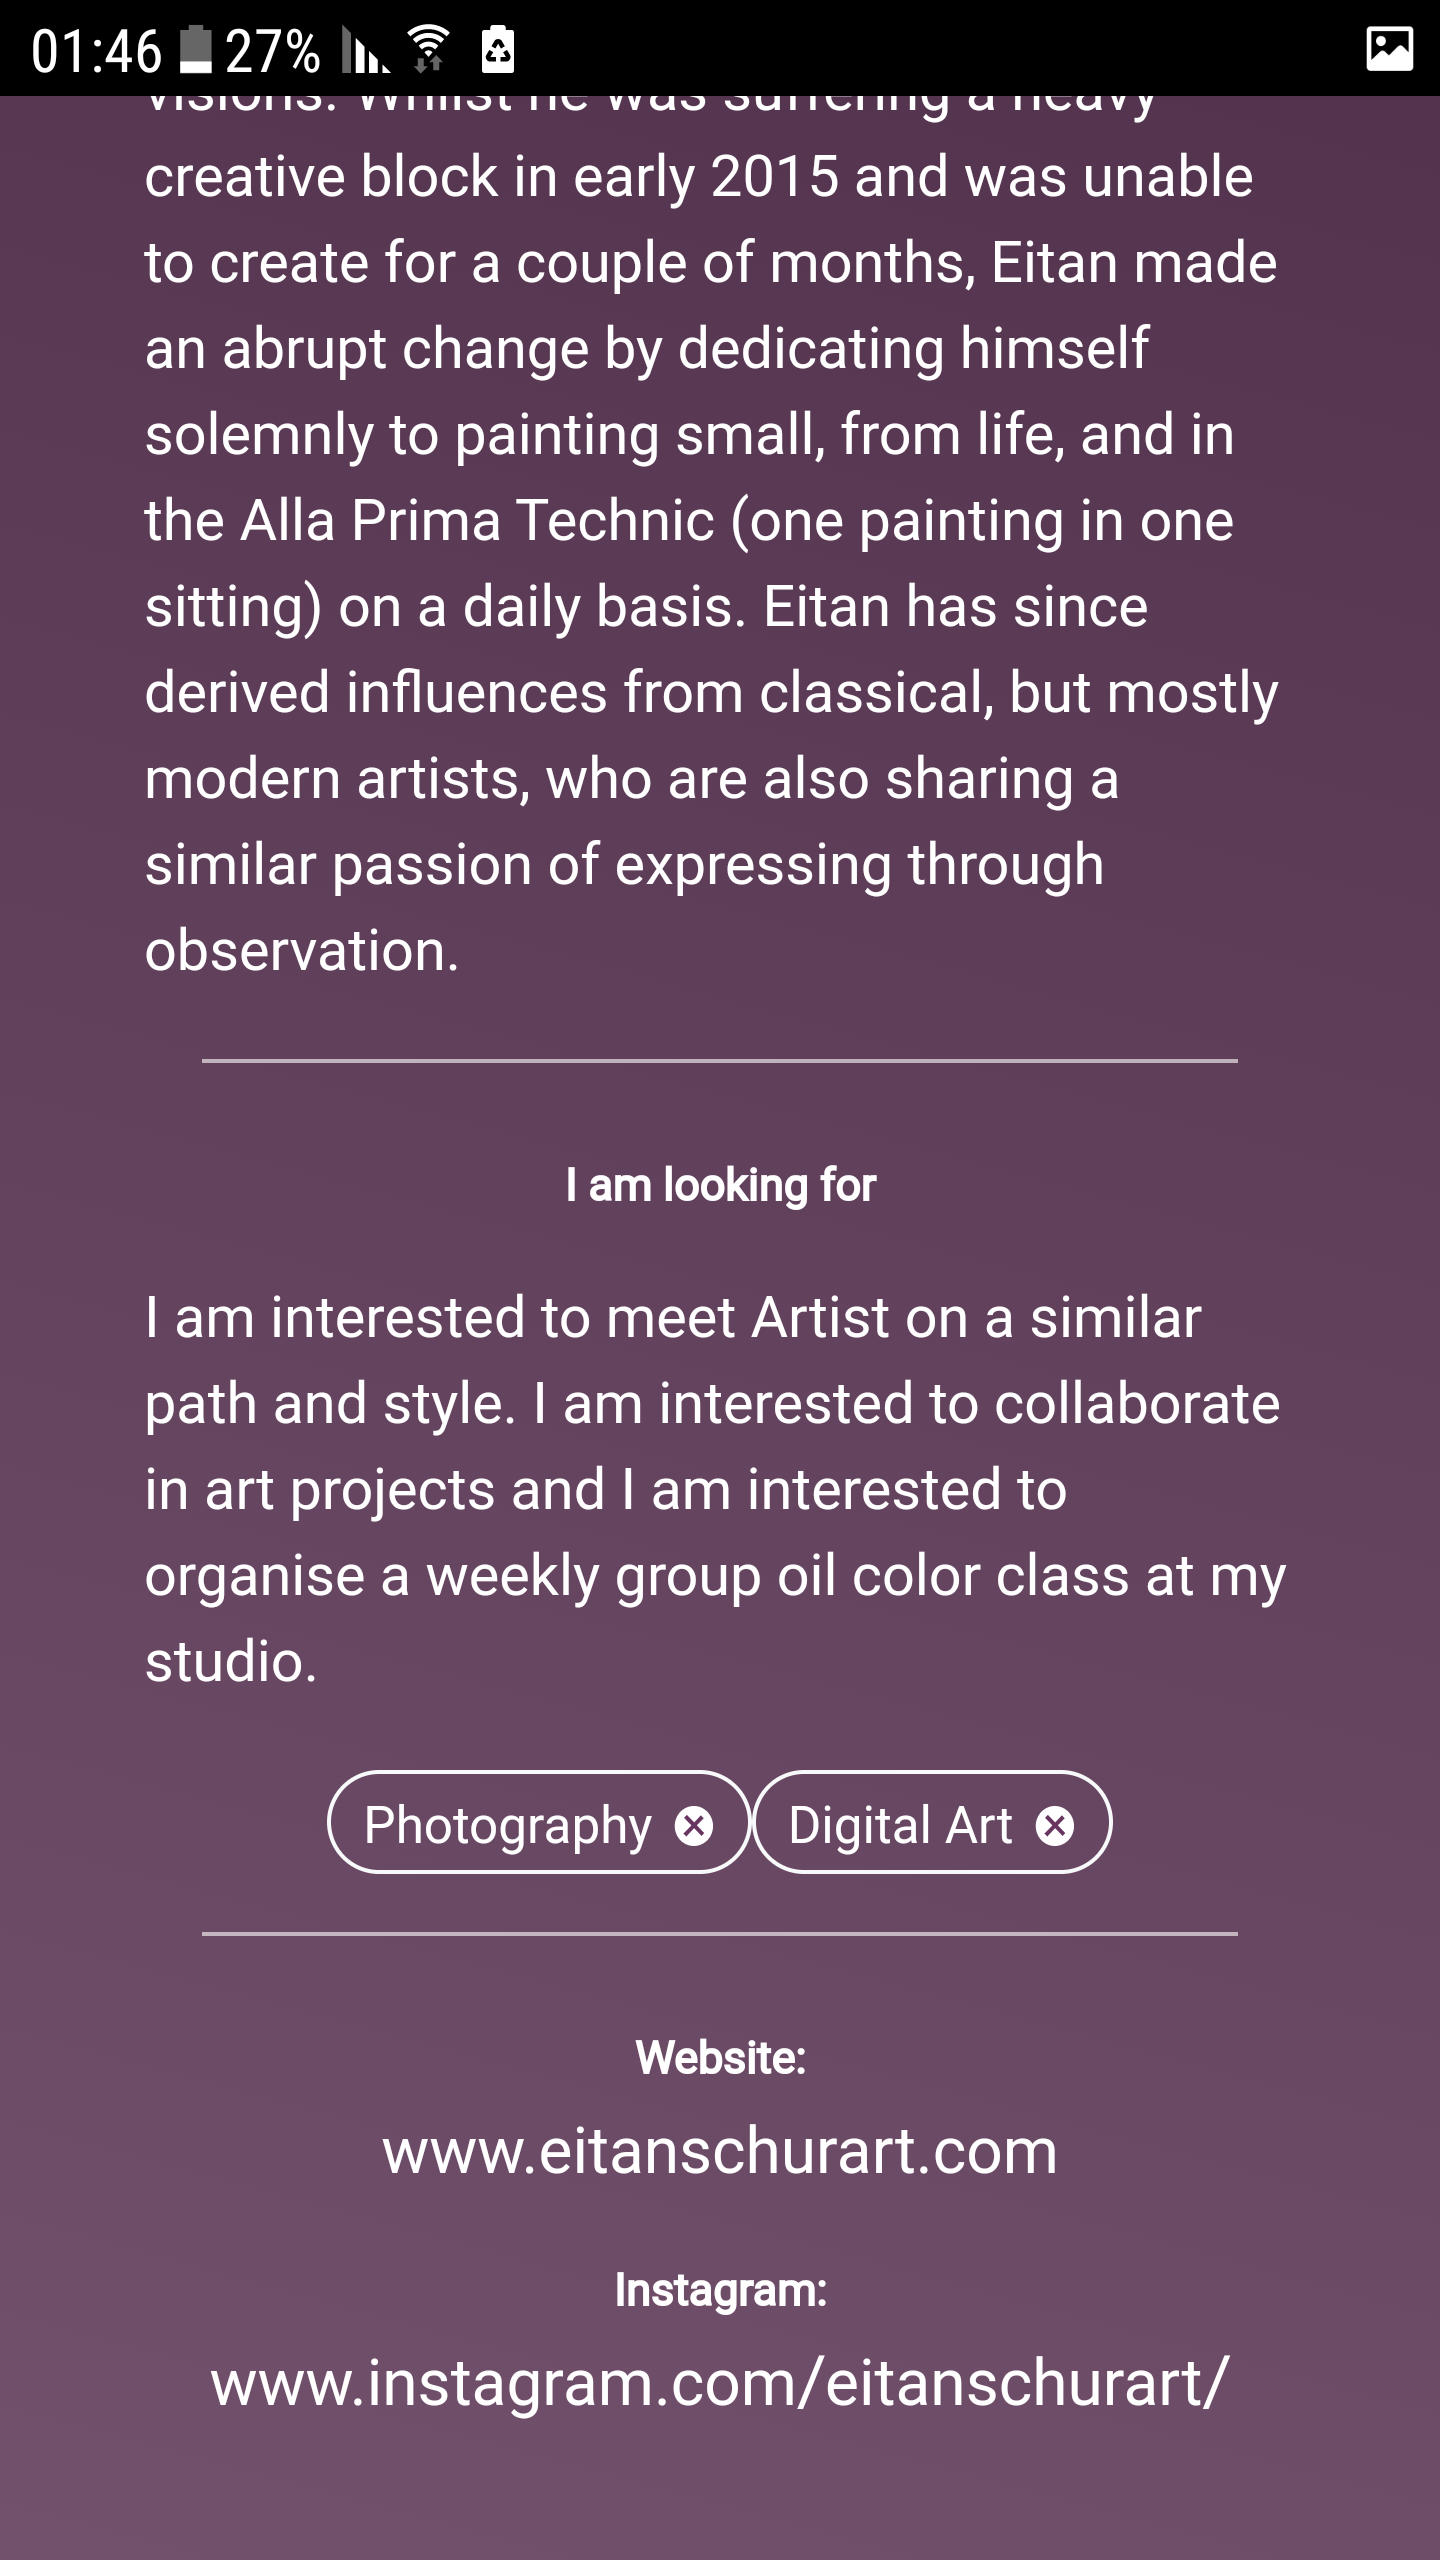 01:46 27%
visions. Whilst he was suffering a heavy
creative block in early 2015 and was unable
to create for a couple of months, Eitan made
an abrupt change by dedicating himself
solemnly to painting small, from life, and in
the Alla Prima Technic (one painting in one
sitting) on a daily basis. Eitan has since
derived influences from classical, but mostly
modern artists, who are also sharing a
similar passion of expressing through
observation.
I am looking for
I am interested to meet Artist on a similar
path and style. I am interested to collaborate
in art projects and I am interested to
organise a weekly group oil color class at my
studio.
Photography Digital Art
Website:
www.eitanschurart.com
Instagram:
www.instagram.com/eitanschurart/